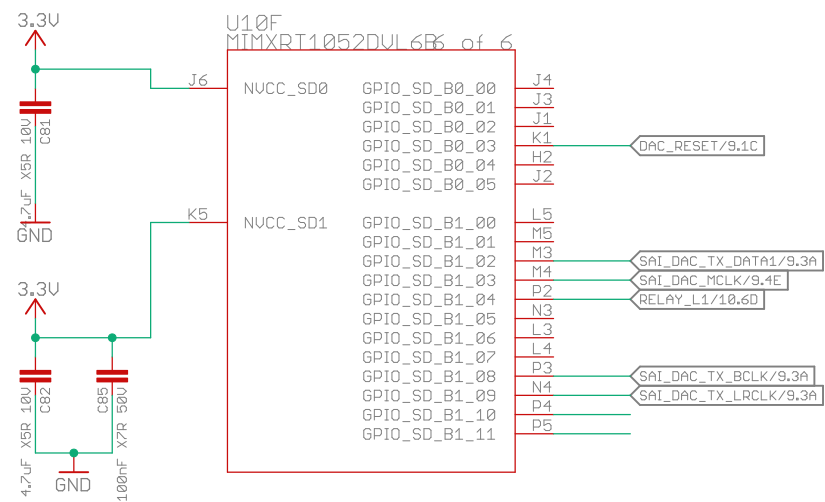 3.3V
U10F
MIMXRT1052DVL6B6 of 6
J6 NVCC_SD0 GPIO_SD_B0_00 J4
GPIO_SD_B0_01 J3
GPIO_SD_B0_02 J1
GPIO_SD_B0_03 K1 DAC_RESET/9.1C
GPIO_SD_B0_04 H2
GPIO_SD_B0_05 J2
4.7uF X5R 10V
C81
GND
K5 NVCC_SD1 GPIO_SD_B1_00 L5
GPIO_SD_B1_01 M5
GPIO_SD_B1_02 M3 SAI_DAC_TX_DATA1/9.3A
GPIO_SD_B1_03 M4 SAI_DAC_MCLK/9.4E
GPIO_SD_B1_04 P2 RELAY_L1/10.6D
GPIO_SD_B1_05 N3
GPIO_SD_B1_06 L3
GPIO_SD_B1_07 L4
GPIO_SD_B1_08 P3 SAI_DAC_TX_BCLK/9.3A
GPIO_SD_B1_09 N4 SAI_DAC_TX_LRCLK/9.3A
GPIO_SD_B1_10 P4
GPIO_SD_B1_11 P5
3.3V
4.7uF X5R 10V
C82
C85
100nF X7R 50V
GND